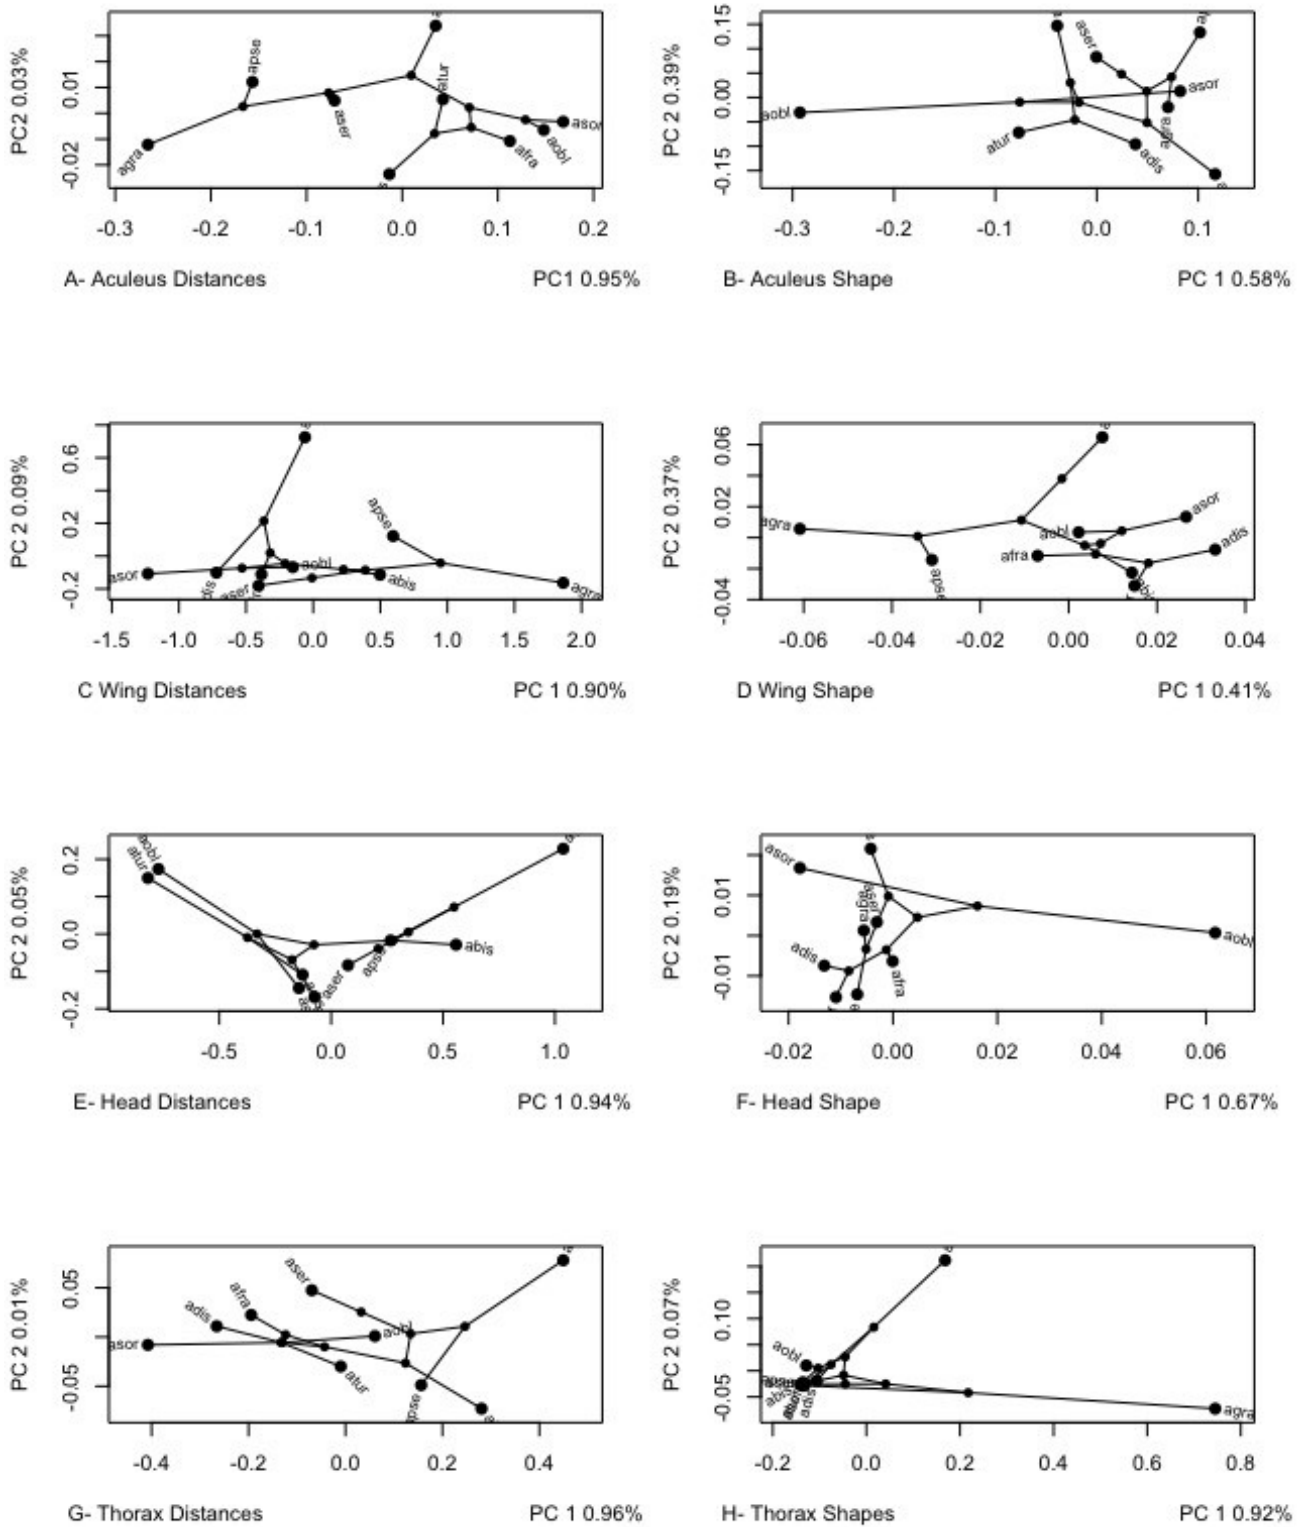 PC2 0.03%
0.01
-0.02
agra
apse
aser
atur
afra
aobl
asor
s
-0.3 -0.2 -0.1 0.0 0.1 0.2
A- Aculeus Distances PC1 0.95%
PC 2 0.39%
0.15
0.00
-0.15
aobl
aser
asor
atur
adis
-0.3 -0.1 0.0 0.1
B- Aculeus Shape PC 1 0.58%
PC 2 0.09%
0.6
0.2
-0.2
asor
dis
aser
aobl
apse
abis
agra
-1.5 -1.0 -0.5 0.0 0.5 1.0 1.5 2.0
C Wing Distances PC 1 0.90%
PC 2 0.37%
0.06
0.02
-0.04
agra
apse
aobl
afra
asor
adis
-0.06 -0.04 -0.02 0.00 0.02 0.04
D Wing Shape PC 1 0.41%
PC 2 0.05%
0.2
0.0
-0.2
aobl
atur
aser
apse
abis
-0.5 0.0 0.5 1.0
E- Head Distances PC 1 0.94%
PC 2 0.19%
0.01
-0.01
asor
aser
agra
adis
afra
aobl
-0.02 0.00 0.02 0.04 0.06
F- Head Shape PC 1 0.67%
PC 2 0.01%
0.05
-0.05
aser
afra
adis
asor
aobl
atur
apse
-0.4 -0.2 0.0 0.2 0.4
G- Thorax Distances PC 1 0.96%
PC 2 0.07%
0.10
-0.05
aobl
adis
agra
-0.2 0.0 0.2 0.4 0.6 0.8
H- Thorax Shapes PC 1 0.92%